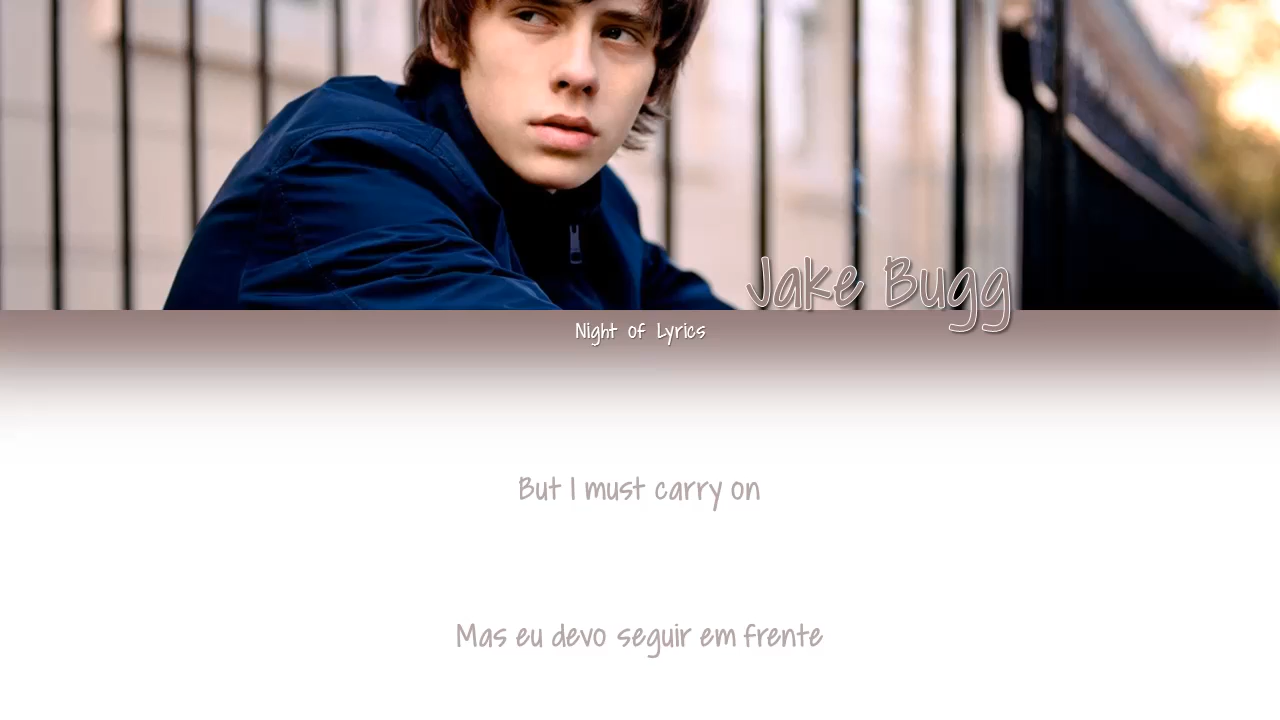 Jake Bugg
Night of Lyrics
But I must carry on
Mas eu devo seguir em frente